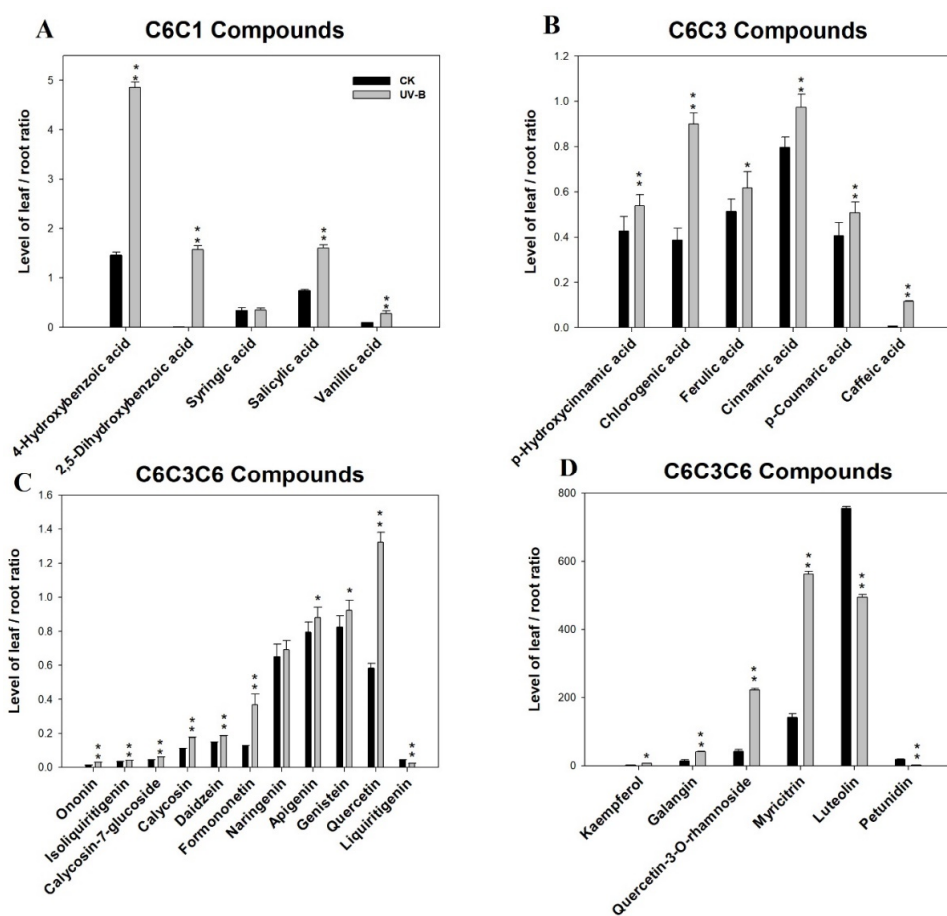 A
C6C1 Compounds
Level of leaf / root ratio
5
4
3
2
1
0
CK
UV-B
**
**
**
**
4-Hydroxybenzoic acid
2,5-Dihydroxybenzoic acid
Syringic acid
Salicylic acid
Vanillic acid
B
C6C3 Compounds
Level of leaf / root ratio
1.2
1.0
0.8
0.6
0.4
0.2
0.0
**
**
*
**
**
**
p-Hydroxycinnamic acid
Chlorogenic acid
Ferulic acid
Cinnamic acid
p-Coumaric acid
Caffeic acid
C
C6C3C6 Compounds
Level of leaf / root ratio
1.6
1.4
1.2
1.0
0.8
0.6
0.4
0.2
0.0
**
**
**
**
**
**
*
*
**
**
Ononin
Isoliquiritigenin
Calycosin-7-glucoside
Calycosin
Daidzein
Formononetin
Naringenin
Apigenin
Genistein
Quercetin
Liquiritigenin
D
C6C3C6 Compounds
Level of leaf / root ratio
800
600
400
200
0
*
**
**
**
**
**
Kaempferol
Galangin
Quercetin-3-O-rhamnoside
Myricitrin
Luteolin
Petunidin